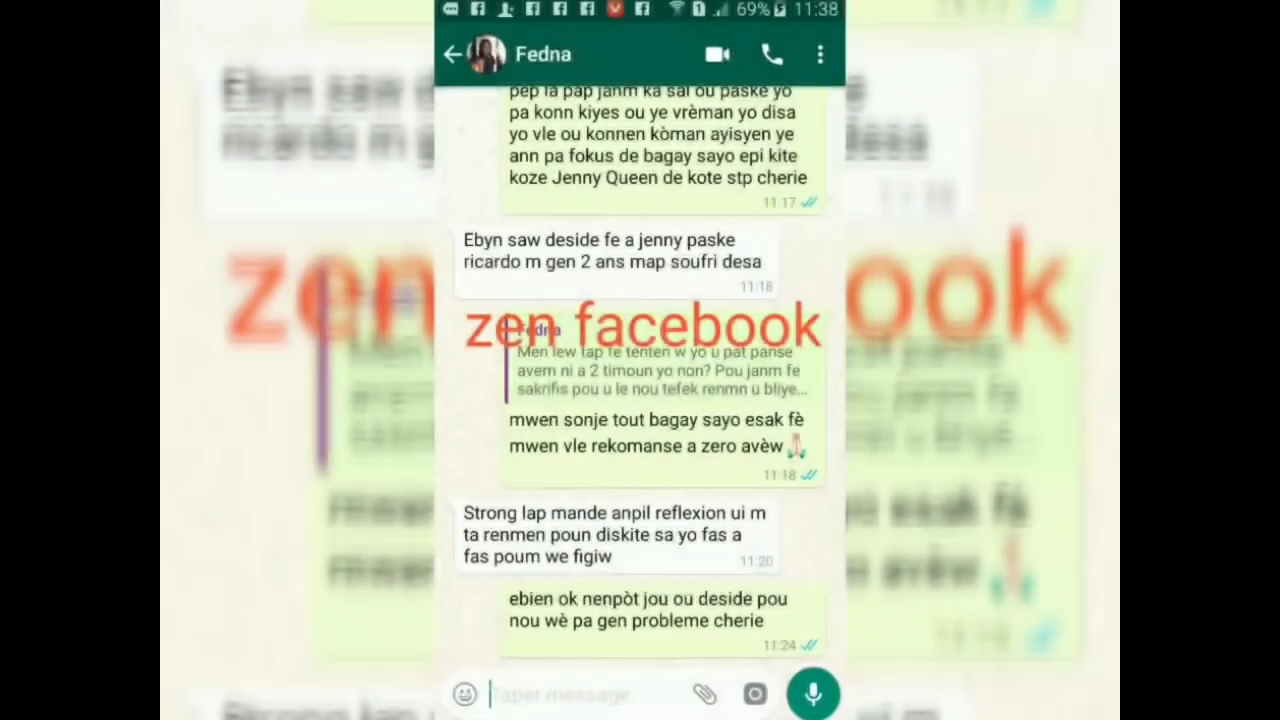 69% 11:38
Fedna
pep la pap janm ka sal ou paske yo
pa konn kiyes ou ye vrèman yo disa
yo vle ou konnen kòman ayisyen ye
ann pa fokus de bagay sayo epi kite
koze Jenny Queen de kote stp cherie
11:17
Ebyn saw deside fe a jenny paske
ricardo m gen 2 ans map soufri desa
11:18
zen facebook
Fedna
Men lew tap fe tenten w yo u pat panse
avem ni a 2 timoun yo non? Pou janm fe
sakrifis pou u le nou tefek renmn u bliye...
mwen sonje tout bagay sayo esak fè
mwen vle rekomanse a zero avèw🙏🏻
11:18
Strong lap mande anpil reflexion ui m
ta renmen poun diskite sa yo fas a
fas poum we figiw
11:20
ebien ok nenpòt jou ou deside pou
nou wè pa gen probleme cherie
11:24
Taper message